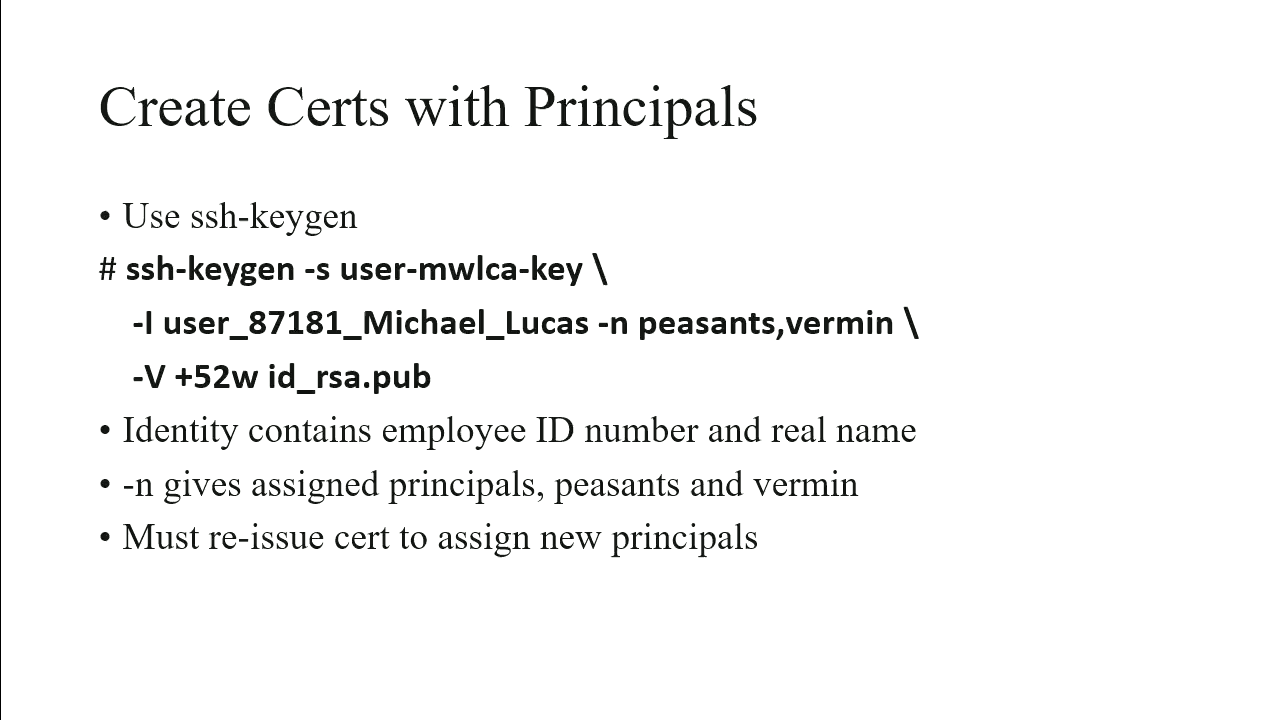 Create Certs with Principals
• Use ssh-keygen
# ssh-keygen -s user-mwlca-key \
-I user_87181_Michael_Lucas -n peasants,vermin \
-V +52w id_rsa.pub
• Identity contains employee ID number and real name
• -n gives assigned principals, peasants and vermin
• Must re-issue cert to assign new principals